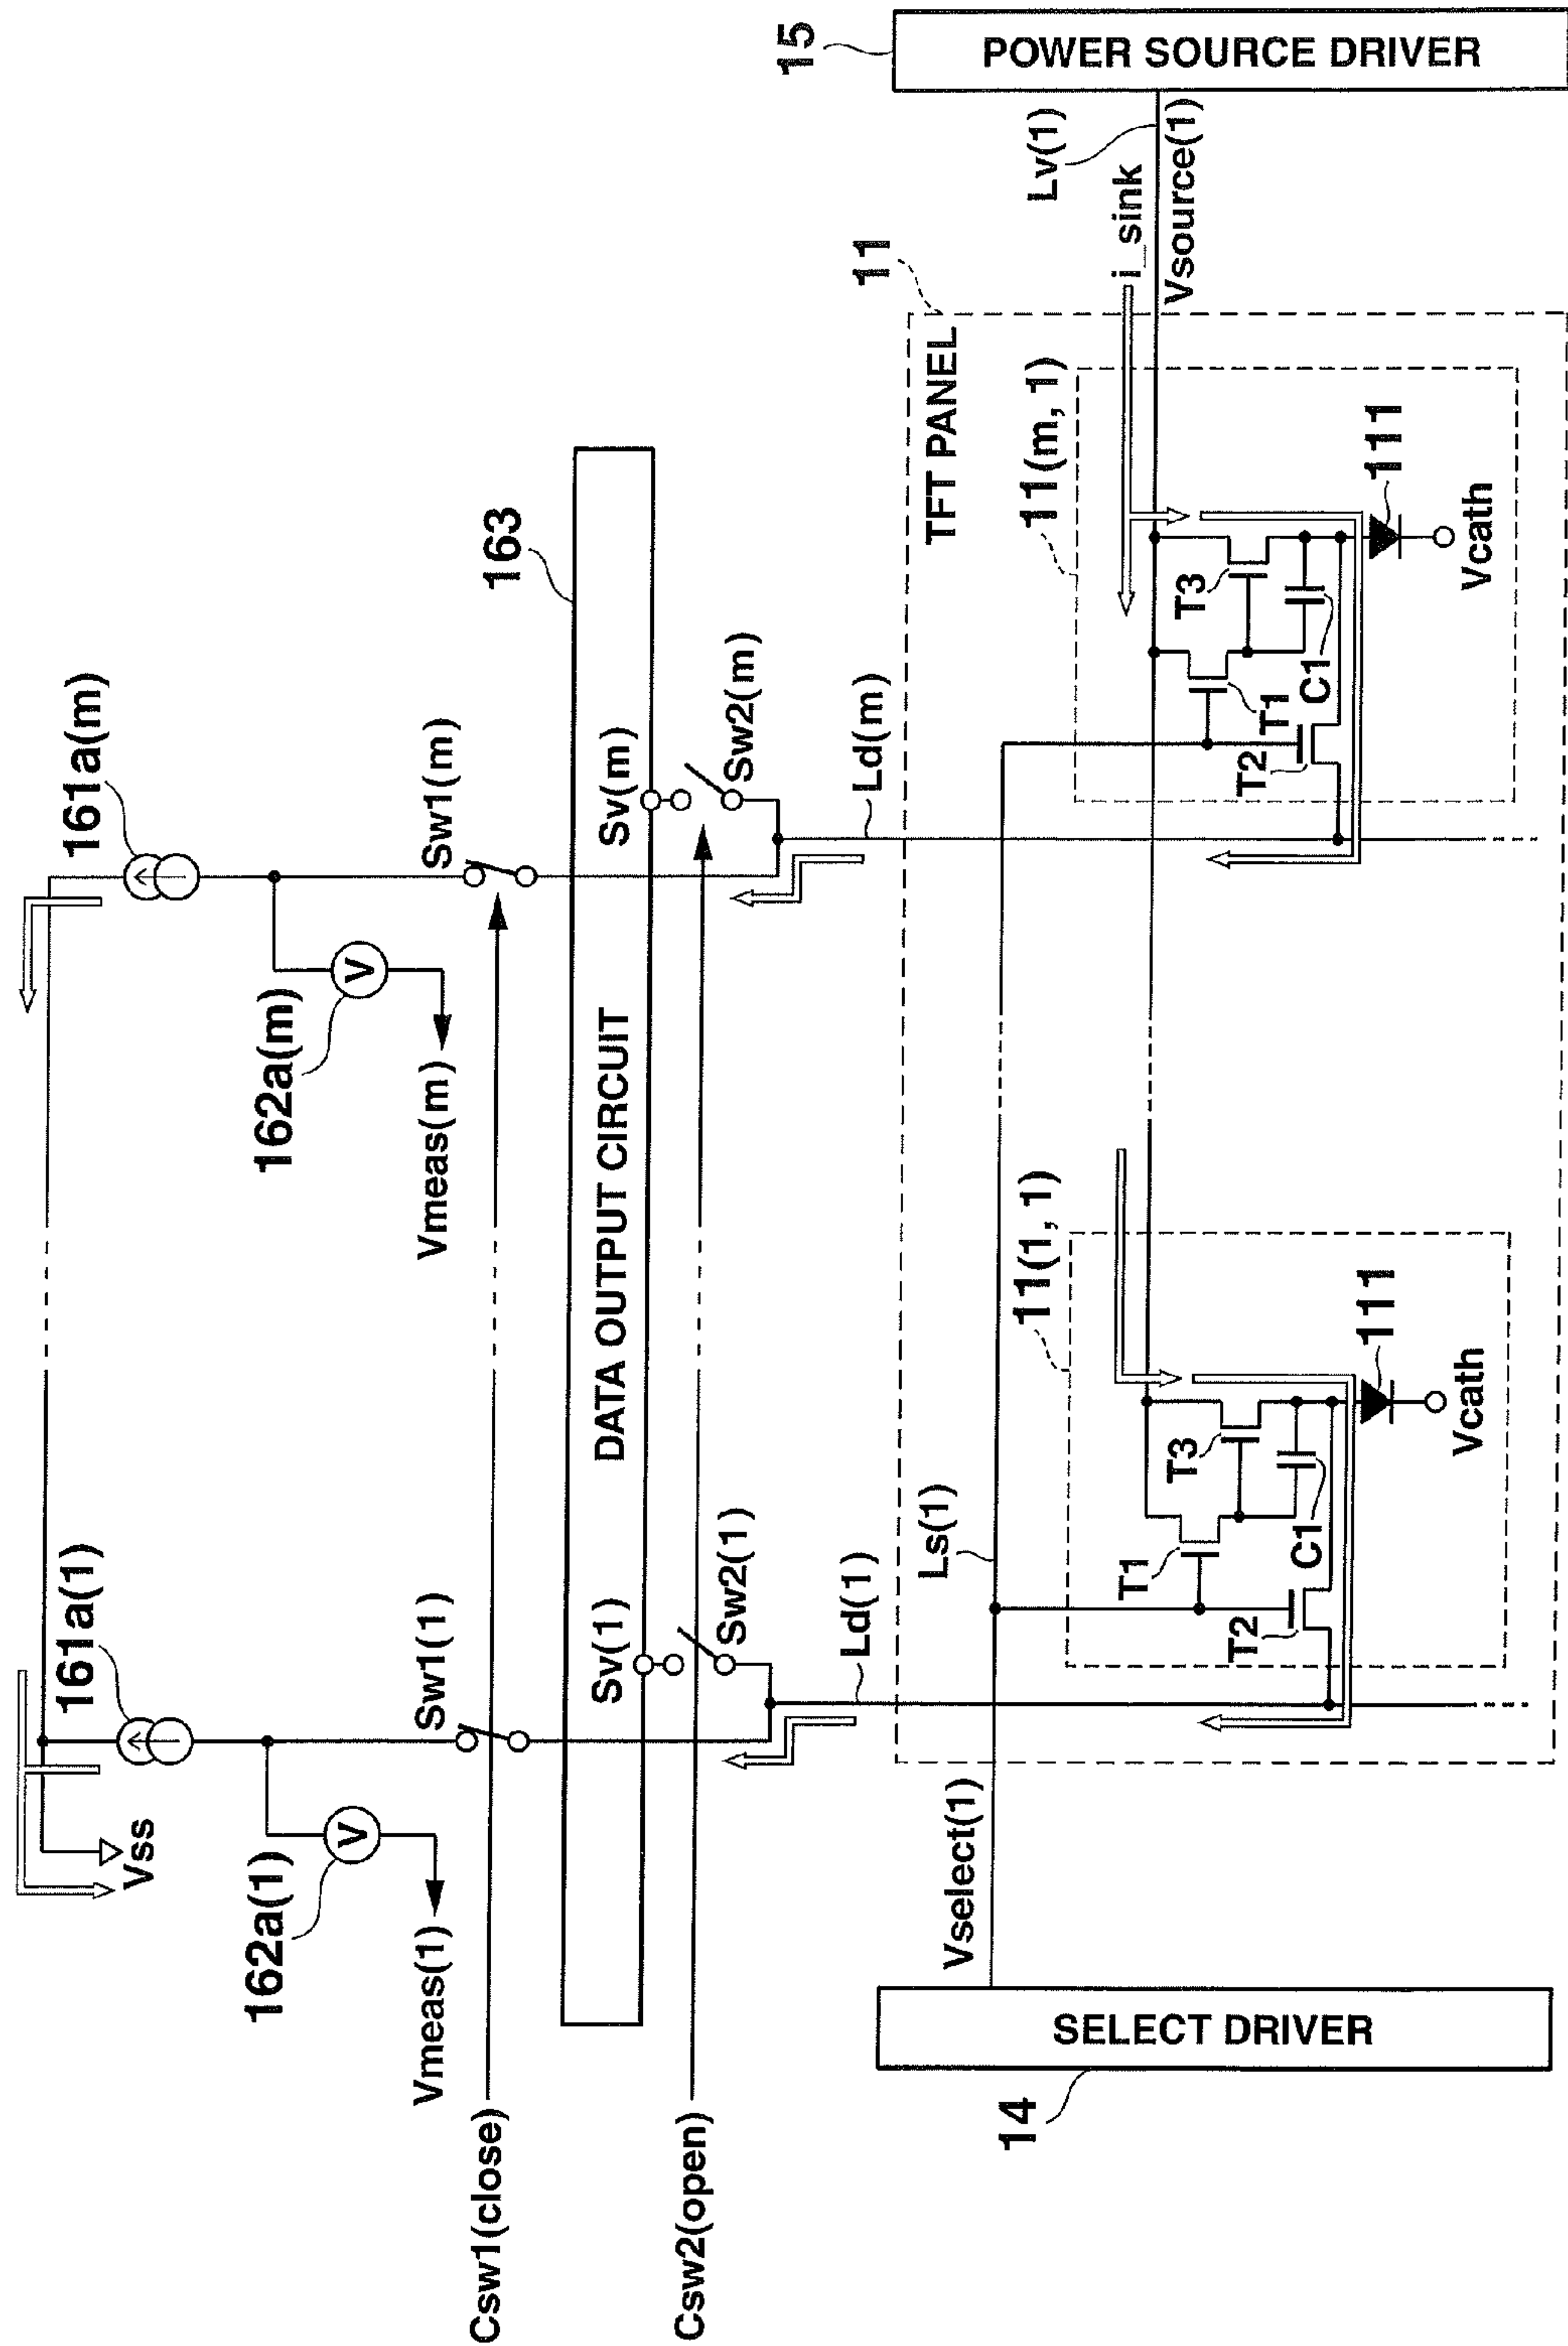 Vss
161a(1)
161a(m)
162a(1)
V
162a(m)
V
Vmeas(1)
Vmeas(m)
Sw1(1)
Sw1(m)
Csw1(close)
163
DATA OUTPUT CIRCUIT
Sv(1)
Sv(m)
Csw2(open)
Sw2(1)
Sw2(m)
Ld(1)
Ld(m)
11
15
TFT PANEL
Vselect(1)
Ls(1)
11(1, 1)
11(m, 1)
Lv(1)
i_sink
Vsource(1)
14
SELECT DRIVER
POWER SOURCE DRIVER
T1
T3
T2
C1
111
Vcath
T3
T1
T2
C1
111
Vcath